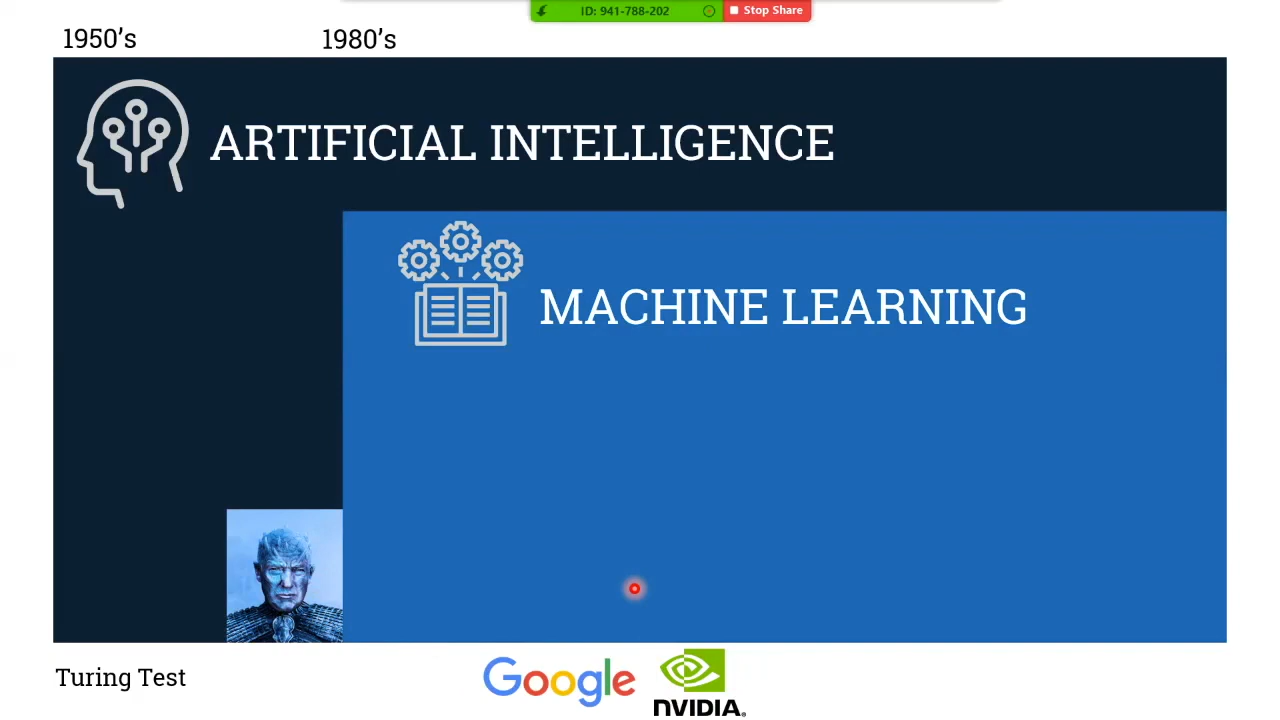 ID: 941-788-202 Stop Share
1950’s 1980’s
ARTIFICIAL INTELLIGENCE
MACHINE LEARNING
Turing Test
Google
NVIDIA®